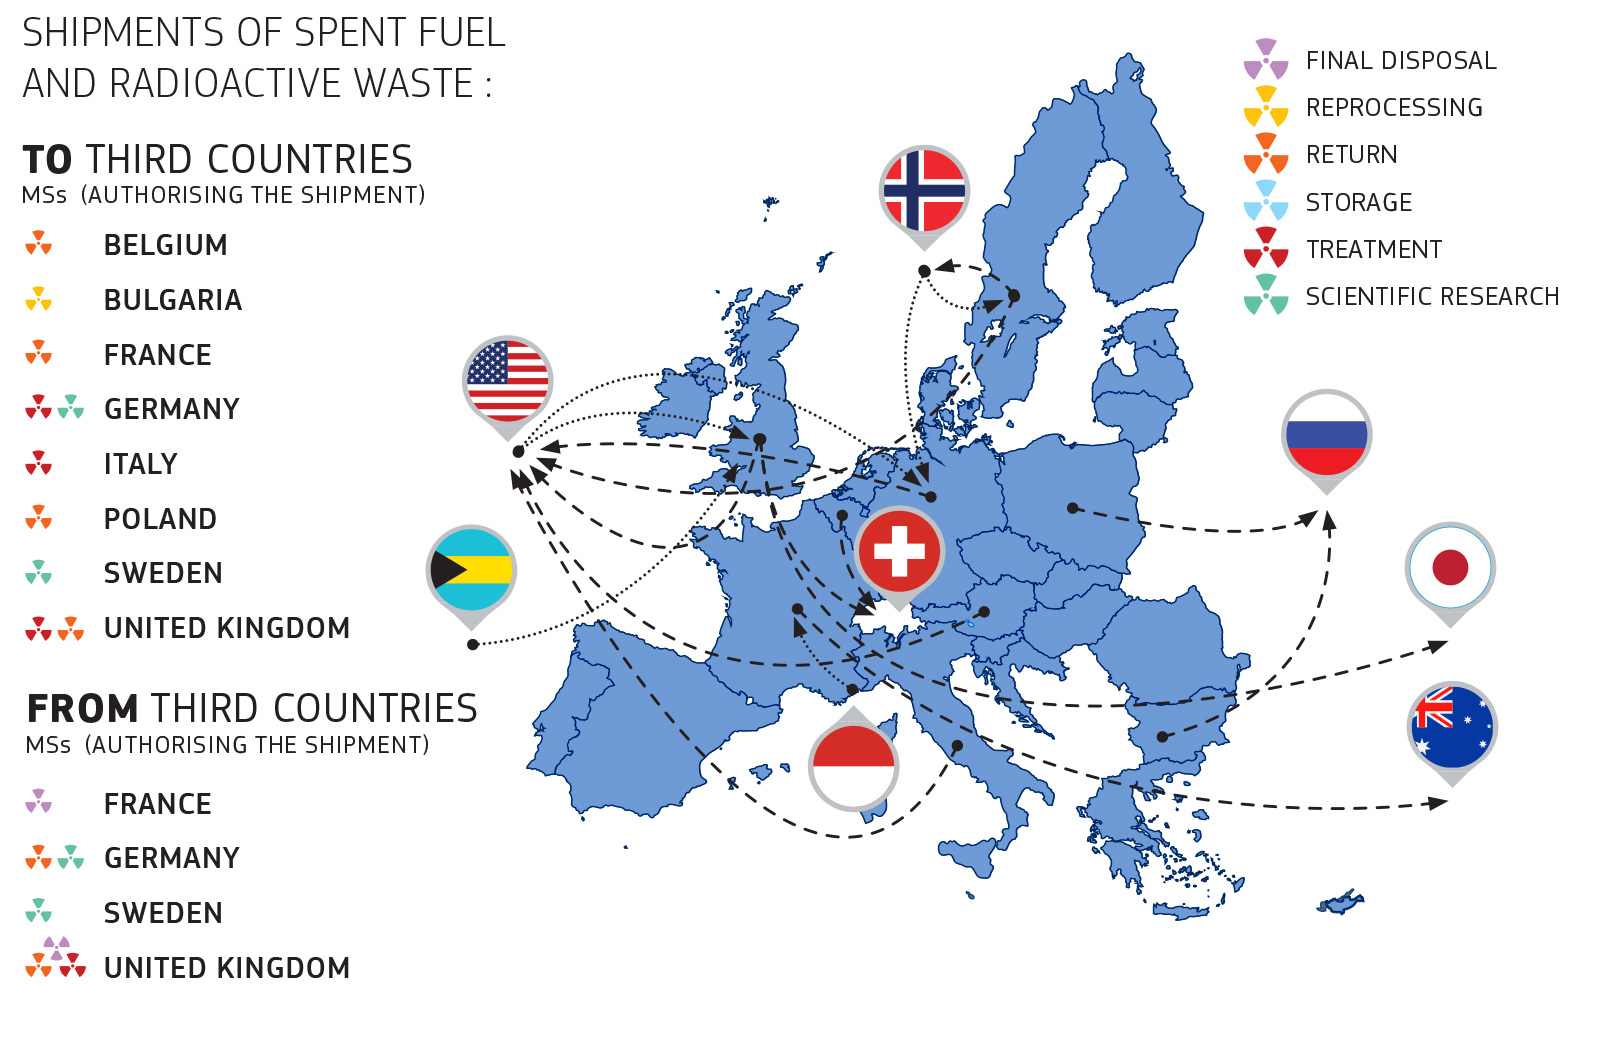 SHIPMENTS OF SPENT FUEL
AND RADIOACTIVE WASTE :
TO THIRD COUNTRIES
MSs (AUTHORISING THE SHIPMENT)
BELGIUM
BULGARIA
FRANCE
GERMANY
ITALY
POLAND
SWEDEN
UNITED KINGDOM
FROM THIRD COUNTRIES
MSs (AUTHORISING THE SHIPMENT)
FRANCE
GERMANY
SWEDEN
UNITED KINGDOM
FINAL DISPOSAL
REPROCESSING
RETURN
STORAGE
TREATMENT
SCIENTIFIC RESEARCH